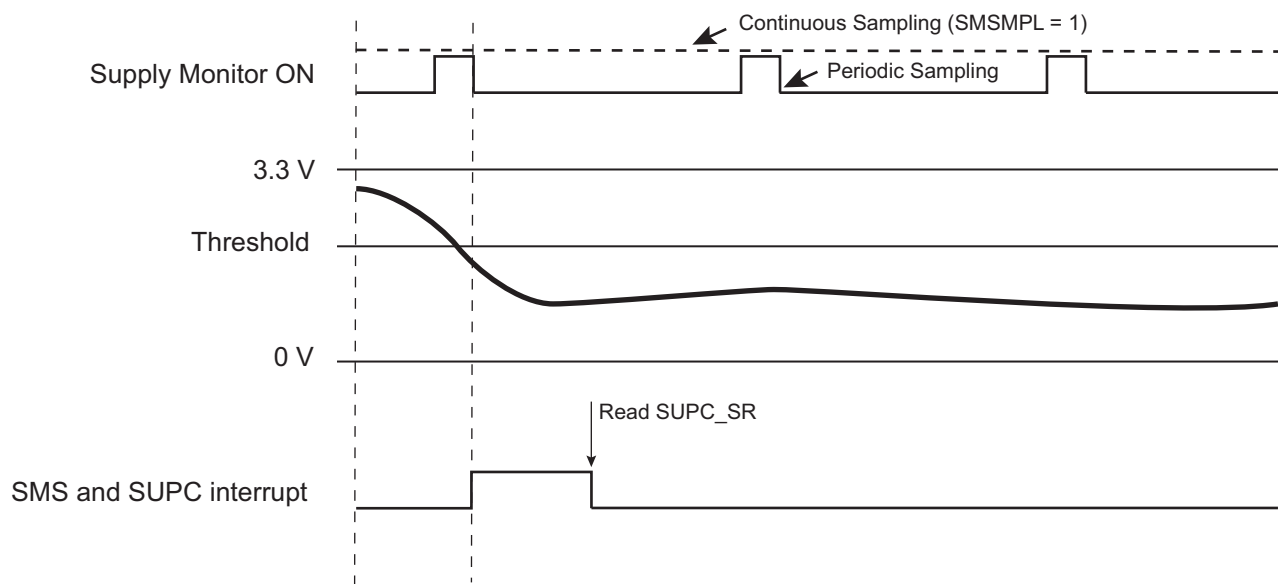 Continuous Sampling (SMSMPL = 1)
Supply Monitor ON
Periodic Sampling
3.3 V
Threshold
0 V
Read SUPC_SR
SMS and SUPC interrupt